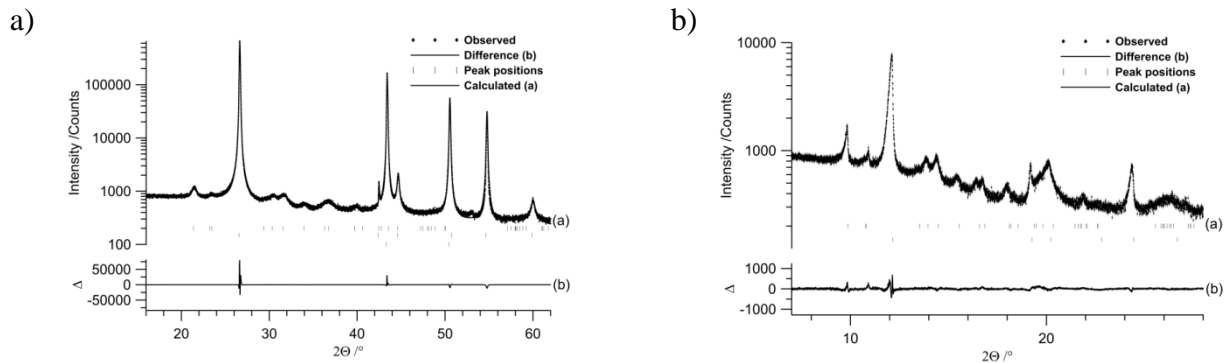 a)
Observed
Difference (b)
Peak positions
Calculated (a)
Intensity /Counts
100000
10000
1000
100
(a)
50000
0
-50000
Δ
(b)
20
30
40
50
60
2Θ /°
b)
Observed
Difference (b)
Peak positions
Calculated (a)
Intensity /Counts
10000
1000
(a)
1000
0
-1000
Δ
(b)
10
20
2Θ /°